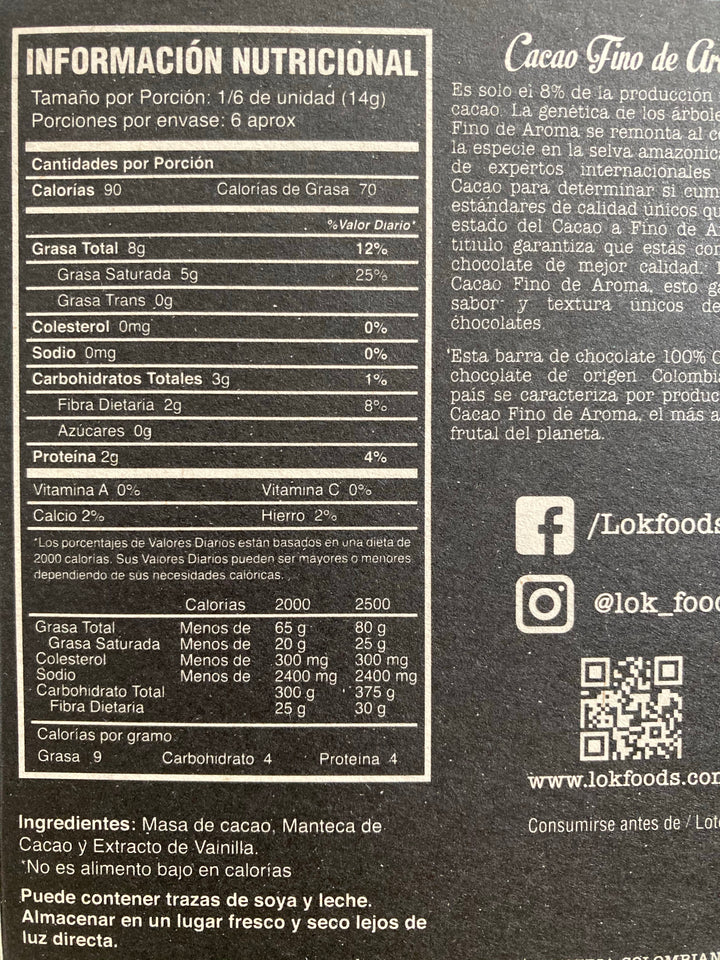 INFORMACIÓN NUTRICIONAL
Tamaño por Porción: 1/6 de unidad (14g)
Porciones por envase: 6 aprox
Cantidades por Porción
Calorías 90 Calorías de Grasa 70
%Valor Diario*
Grasa Total 8g 12%
Grasa Saturada 5g 25%
Grasa Trans 0g
Colesterol 0mg 0%
Sodio 0mg 0%
Carbohidratos Totales 3g 1%
Fibra Dietaria 2g 8%
Azúcares 0g
Proteína 2g 4%
Vitamina A 0% Vitamina C 0%
Calcio 2% Hierro 2%
*Los porcentajes de Valores Diarios están basados en una dieta de
2000 calorías. Sus Valores Diarios pueden ser mayores o menores
dependiendo de sus necesidades calóricas.
Calorías 2000 2500
Grasa Total Menos de 65 g 80 g
Grasa Saturada Menos de 20 g 25 g
Colesterol Menos de 300 mg 300 mg
Sodio Menos de 2400 mg 2400 mg
Carbohidrato Total 300 g 375 g
Fibra Dietaria 25 g 30 g
Calorías por gramo
Grasa 9 Carbohidrato 4 Proteína 4
Ingredientes: Masa de cacao, Manteca de
Cacao y Extracto de Vainilla.
*No es alimento bajo en calorías
Puede contener trazas de soya y leche.
Almacenar en un lugar fresco y seco lejos de
luz directa.
Cacao Fino de Ar
Es solo el 8% de la producción
cacao. La genética de los árbole
Fino de Aroma se remonta al c
la especie en la selva amazonic
de expertos internacionales
Cacao para determinar si cum
estándares de calidad únicos qu
estado del Cacao a Fino de A
titiulo garantiza que estás con
chocolate de mejor calidad.
Cacao Fino de Aroma, esto ga
sabor y textura únicos de
chocolates.
*Esta barra de chocolate 100% C
chocolate de origen Colombi
país se caracteriza por produc
Cacao Fino de Aroma, el más a
frutal del planeta.
/Lokfoods
@lok_foo
www.lokfoods.com
Consumirse antes de / Lote
COLOMBIAN